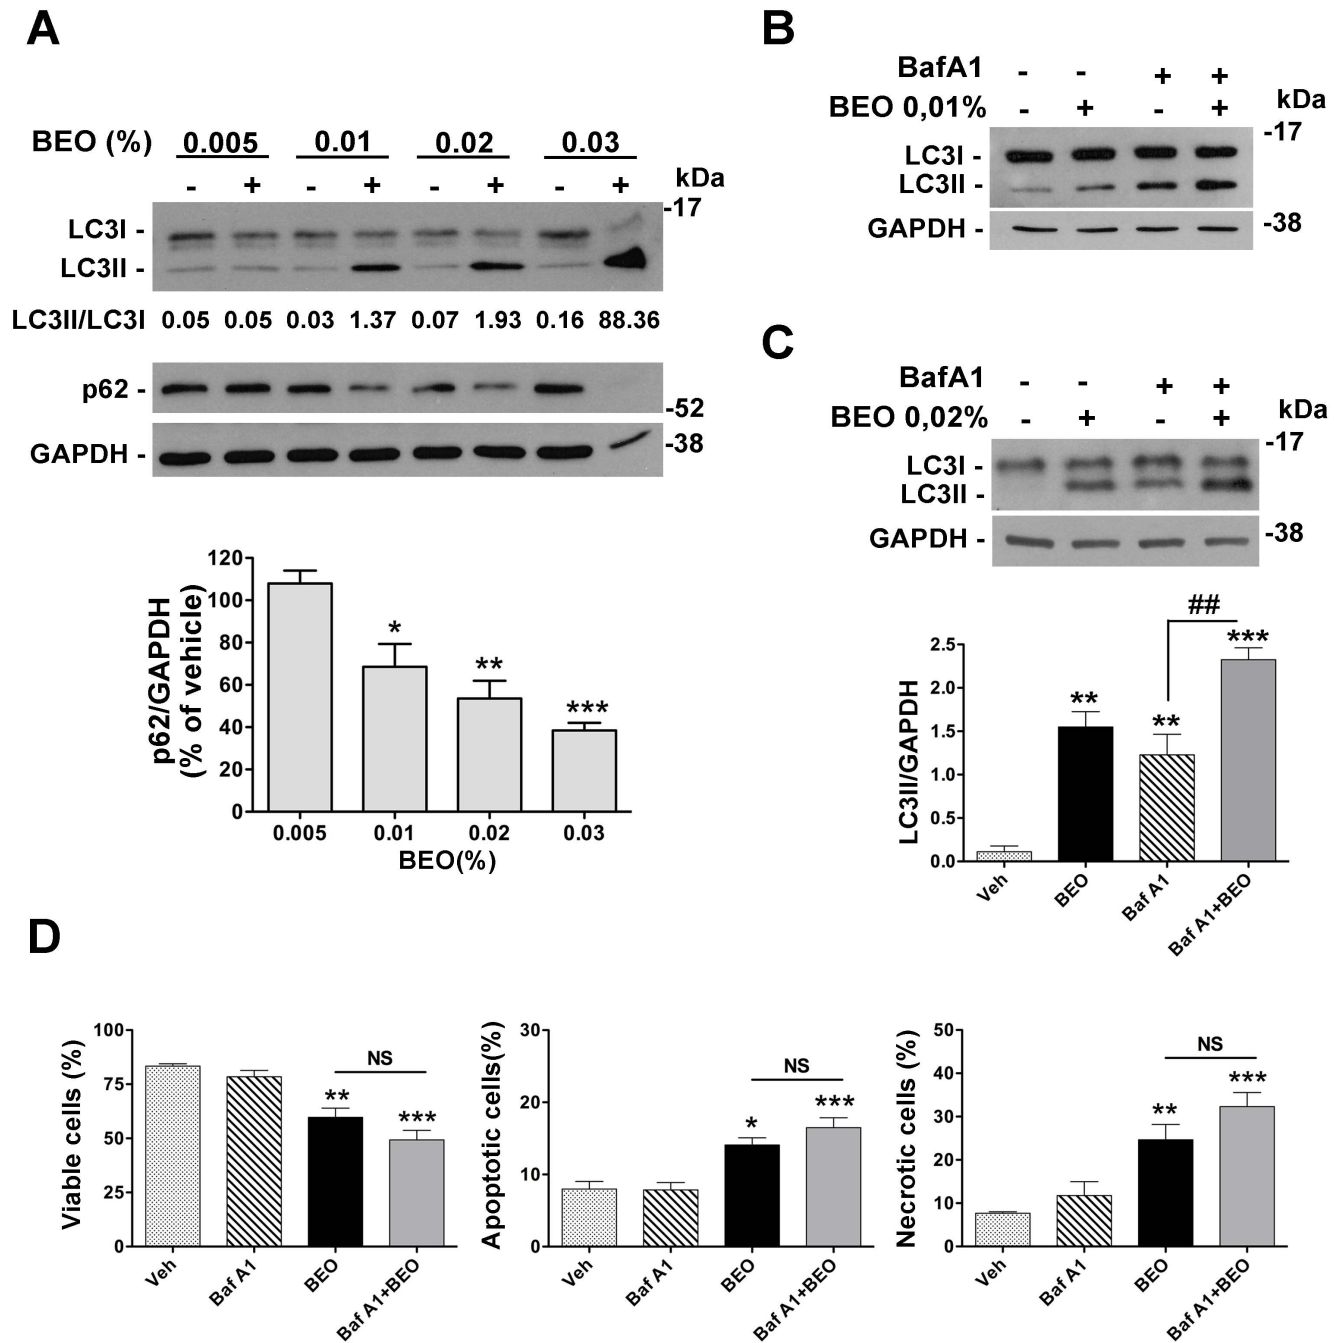 A
BEO (%) 0.005 0.01 0.02 0.03
- + - + - + - + kDa
-17
LC3I -
LC3II -
LC3II/LC3I 0.05 0.05 0.03 1.37 0.07 1.93 0.16 88.36
p62 -
-52
GAPDH -
-38
p62/GAPDH
(% of vehicle)
120
100
80
60
40
20
0
*
**
***
0.005 0.01 0.02 0.03
BEO(%)
B
BafA1 - - + +
BEO 0,01% - + - +
kDa
-17
LC3I -
LC3II -
GAPDH -
-38
C
BafA1 - - + +
BEO 0,02% - + - +
kDa
-17
LC3I -
LC3II -
GAPDH -
-38
LC3II/GAPDH
2.5
2.0
1.5
1.0
0.5
0.0
##
**
**
***
Veh BEO Baf A1 Baf A1+BEO
D
Viable cells (%)
100
75
50
25
0
NS
**
***
Veh Baf A1 BEO Baf A1+BEO
Apoptotic cells(%)
30
20
10
0
NS
*
***
Veh Baf A1 BEO Baf A1+BEO
Necrotic cells (%)
50
40
30
20
10
0
NS
**
***
Veh Baf A1 BEO Baf A1+BEO